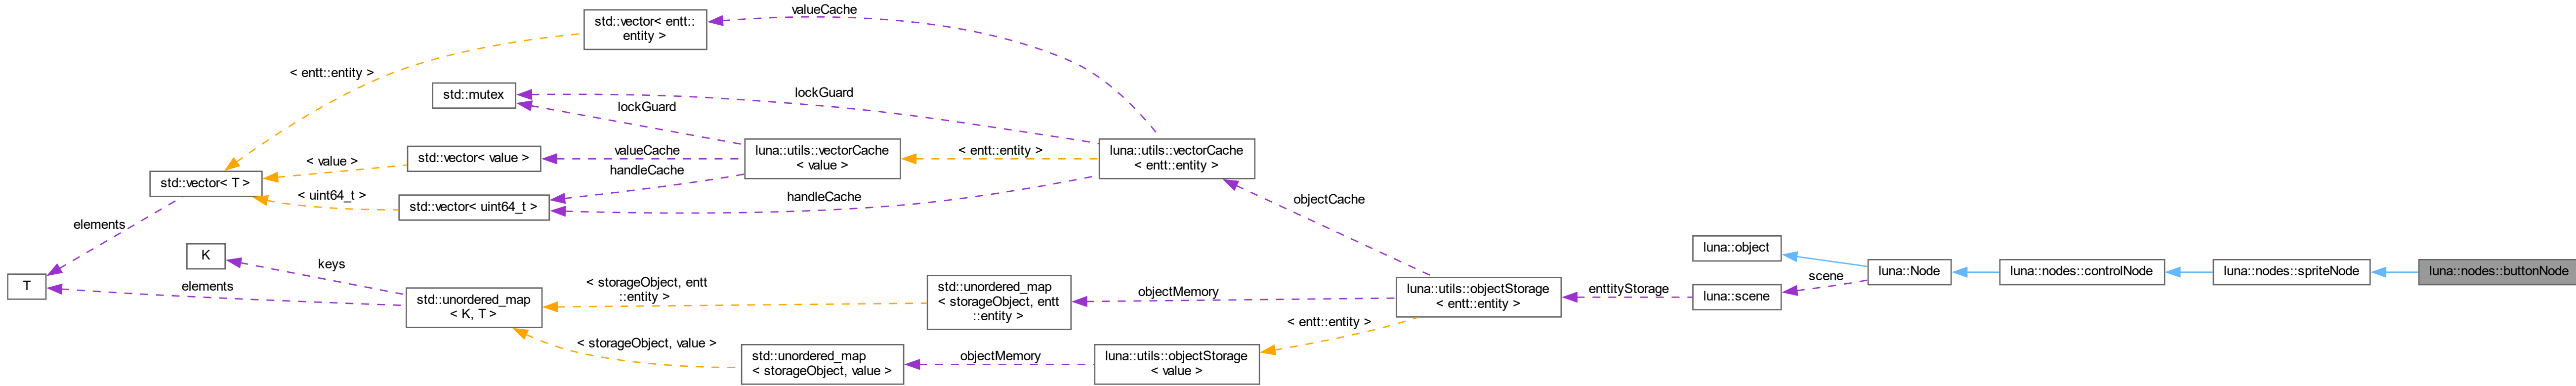 valueCache
std::vector< entt::
entity >
< entt::entity >
std::mutex
lockGuard
lockGuard
luna::utils::vectorCache
< value >
luna::utils::vectorCache
< entt::entity >
< entt::entity >
std::vector< value >
< value >
valueCache
handleCache
std::vector< T >
< uint64_t >
std::vector< uint64_t >
handleCache
objectCache
elements
K
keys
T
elements
std::unordered_map
< K, T >
< storageObject, entt
::entity >
std::unordered_map
< storageObject, entt
::entity >
objectMemory
luna::utils::objectStorage
< entt::entity >
enttityStorage
luna::object
luna::scene
scene
luna::Node
luna::nodes::controlNode
luna::nodes::spriteNode
luna::nodes::buttonNode
< entt::entity >
< storageObject, value >
std::unordered_map
< storageObject, value >
objectMemory
luna::utils::objectStorage
< value >